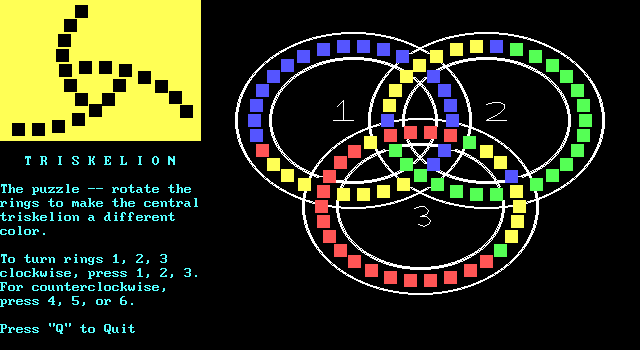 T R I S K E L I O N
The puzzle -- rotate the
rings to make the central
triskelion a different
color.
To turn rings 1, 2, 3
clockwise, press 1, 2, 3.
For counterclockwise,
press 4, 5, or 6.
Press "Q" to Quit
1 2
3